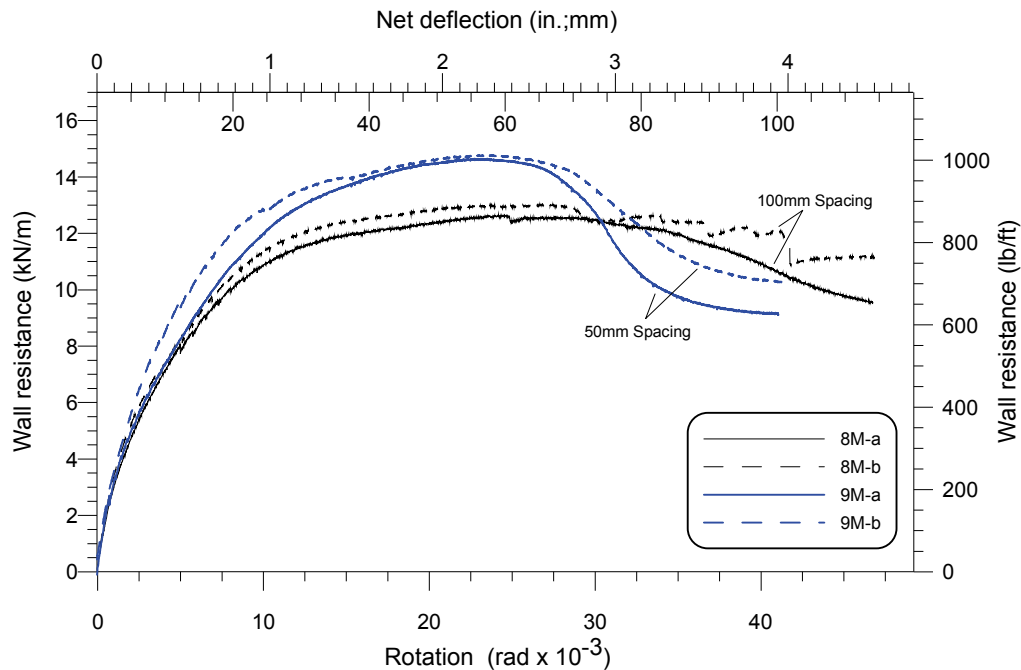 Net deflection (in.;mm)
0 1 2 3 4
20 40 60 80 100
16
14
12
10
8
6
4
2
0
Wall resistance (kN/m)
1000
800
600
400
200
0
Wall resistance (lb/ft)
100mm Spacing
50mm Spacing
8M-a
8M-b
9M-a
9M-b
0 10 20 30 40
Rotation (rad x 10-3)